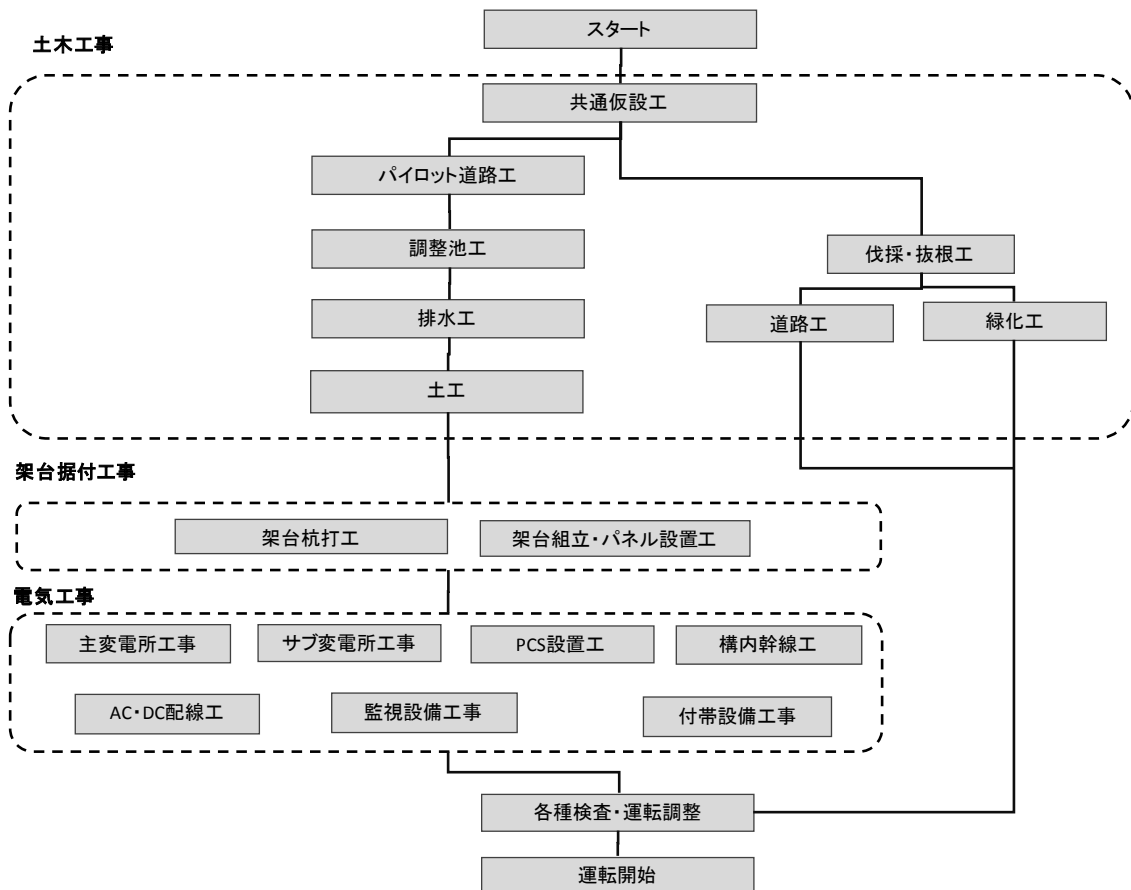 スタート
土木工事
共通仮設工
パイロット道路工
調整池工
伐採・抜根工
排水工
道路工
緑化工
土工
架台据付工事
架台杭打工
架台組立・パネル設置工
電気工事
主変電所工事
サブ変電所工事
PCS設置工
構内幹線工
AC・DC配線工
監視設備工事
付帯設備工事
各種検査・運転調整
運転開始